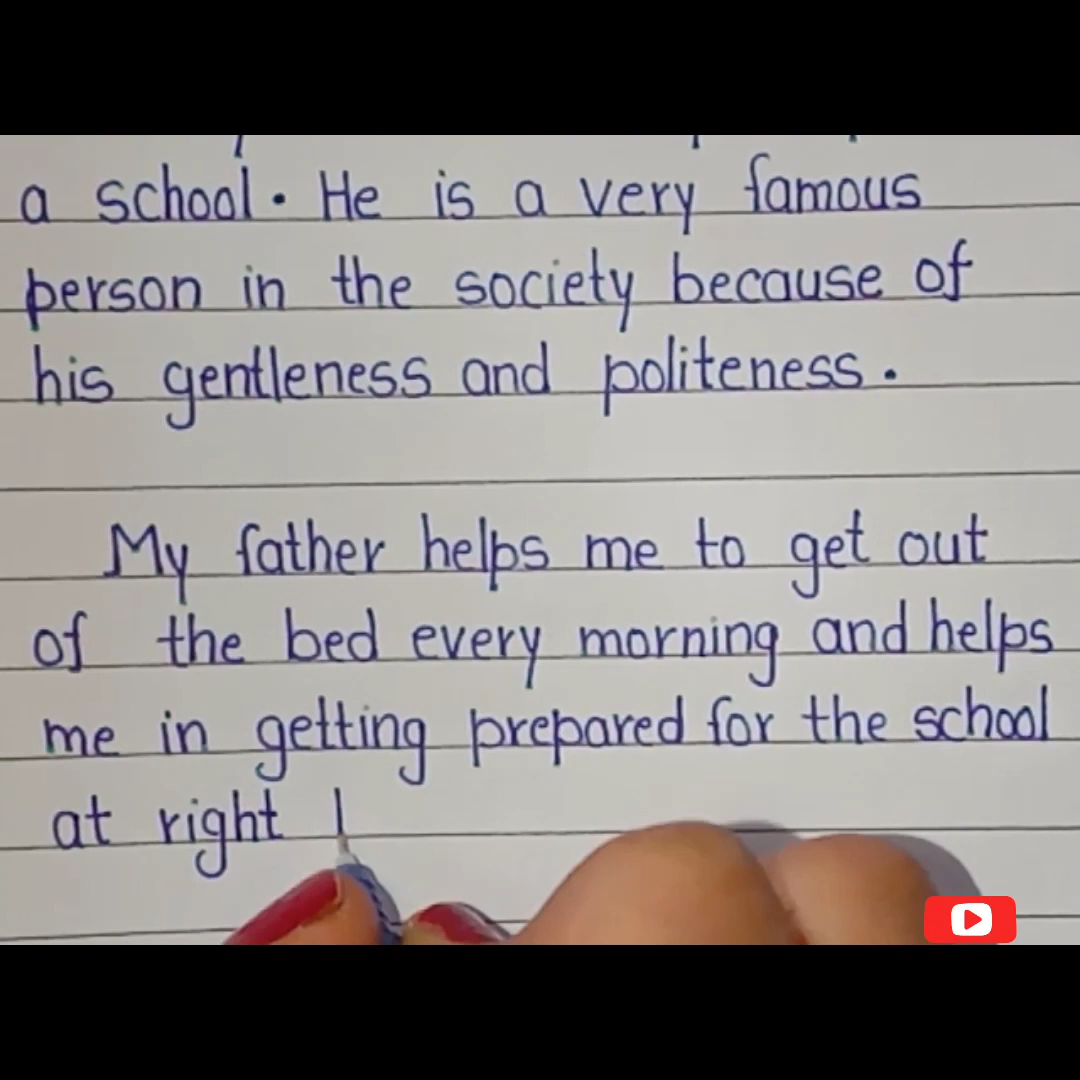 a school. He is a very famous
person in the society because of
his gentleness and politeness.
My father helps me to get out
of the bed every morning and helps
me in getting prepared for the school
at right